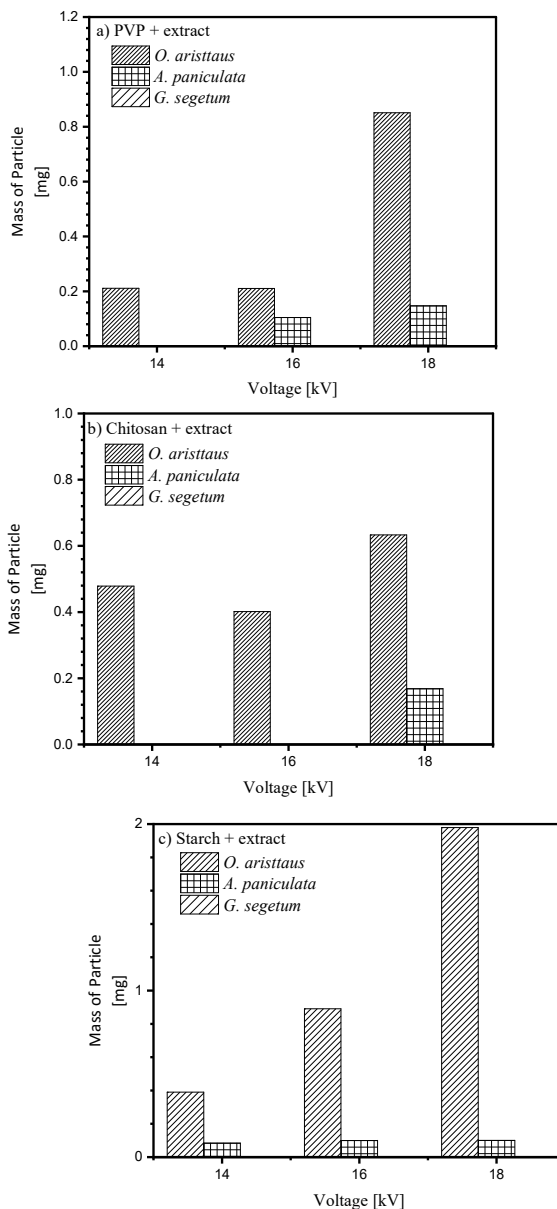 a) PVP + extract
O. aristtaus
A. paniculata
G. segetum
1.2
1.0
0.8
0.6
0.4
0.2
0.0
Mass of Particle
[mg]
14 16 18
Voltage [kV]
b) Chitosan + extract
O. aristtaus
A. paniculata
G. segetum
1.0
0.8
0.6
0.4
0.2
0.0
Mass of Particle
[mg]
14 16 18
Voltage [kV]
c) Starch + extract
O. aristtaus
A. paniculata
G. segetum
2
1
0
Mass of Particle
[mg]
14 16 18
Voltage [kV]